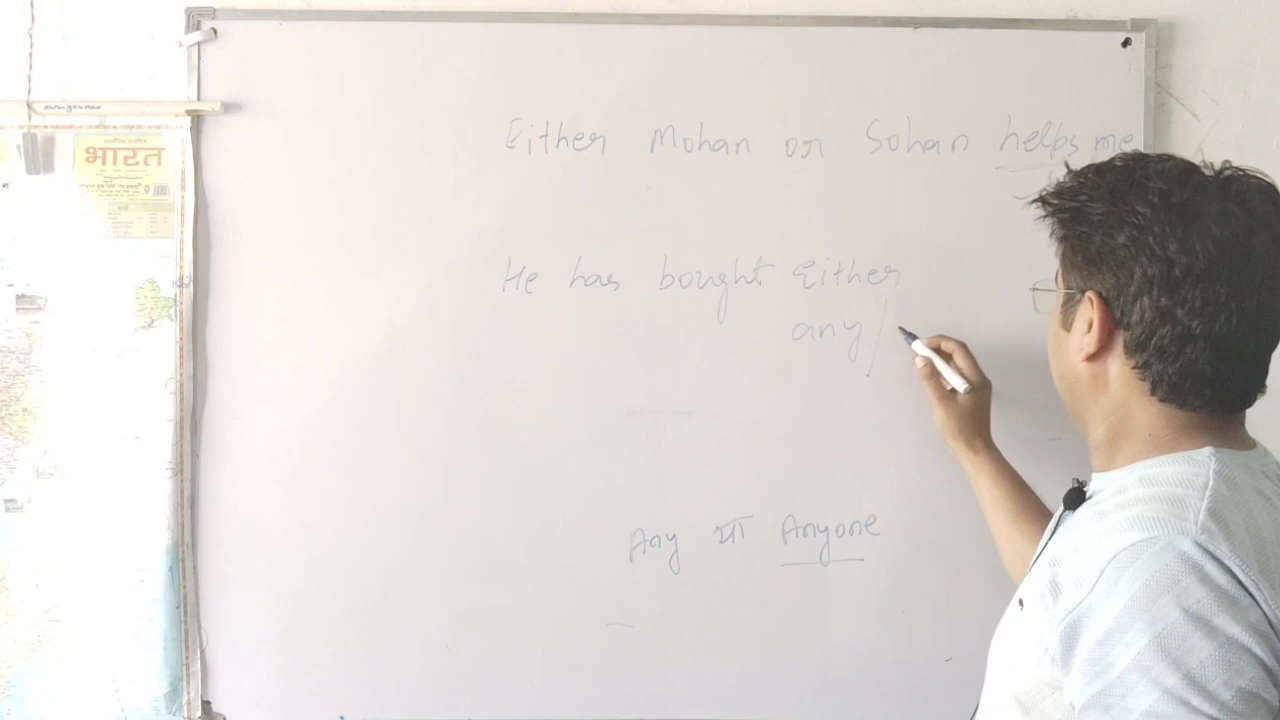 भारत
Either Mohan or Sohan helps me
He has bought Either
any/
Any या Anyone